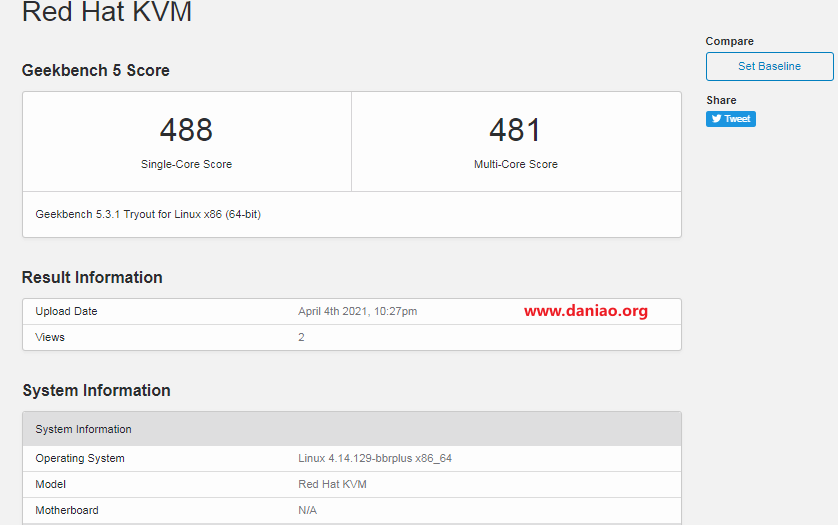 Red Hat KVM
Compare
Set Baseline
Share
Tweet
Geekbench 5 Score
488
Single-Core Score
481
Multi-Core Score
Geekbench 5.3.1 Tryout for Linux x86 (64-bit)
Result Information
Upload Date April 4th 2021, 10:27pm
www.daniao.org
Views 2
System Information
System Information
Operating System Linux 4.14.129-bbrplus x86_64
Model Red Hat KVM
Motherboard N/A